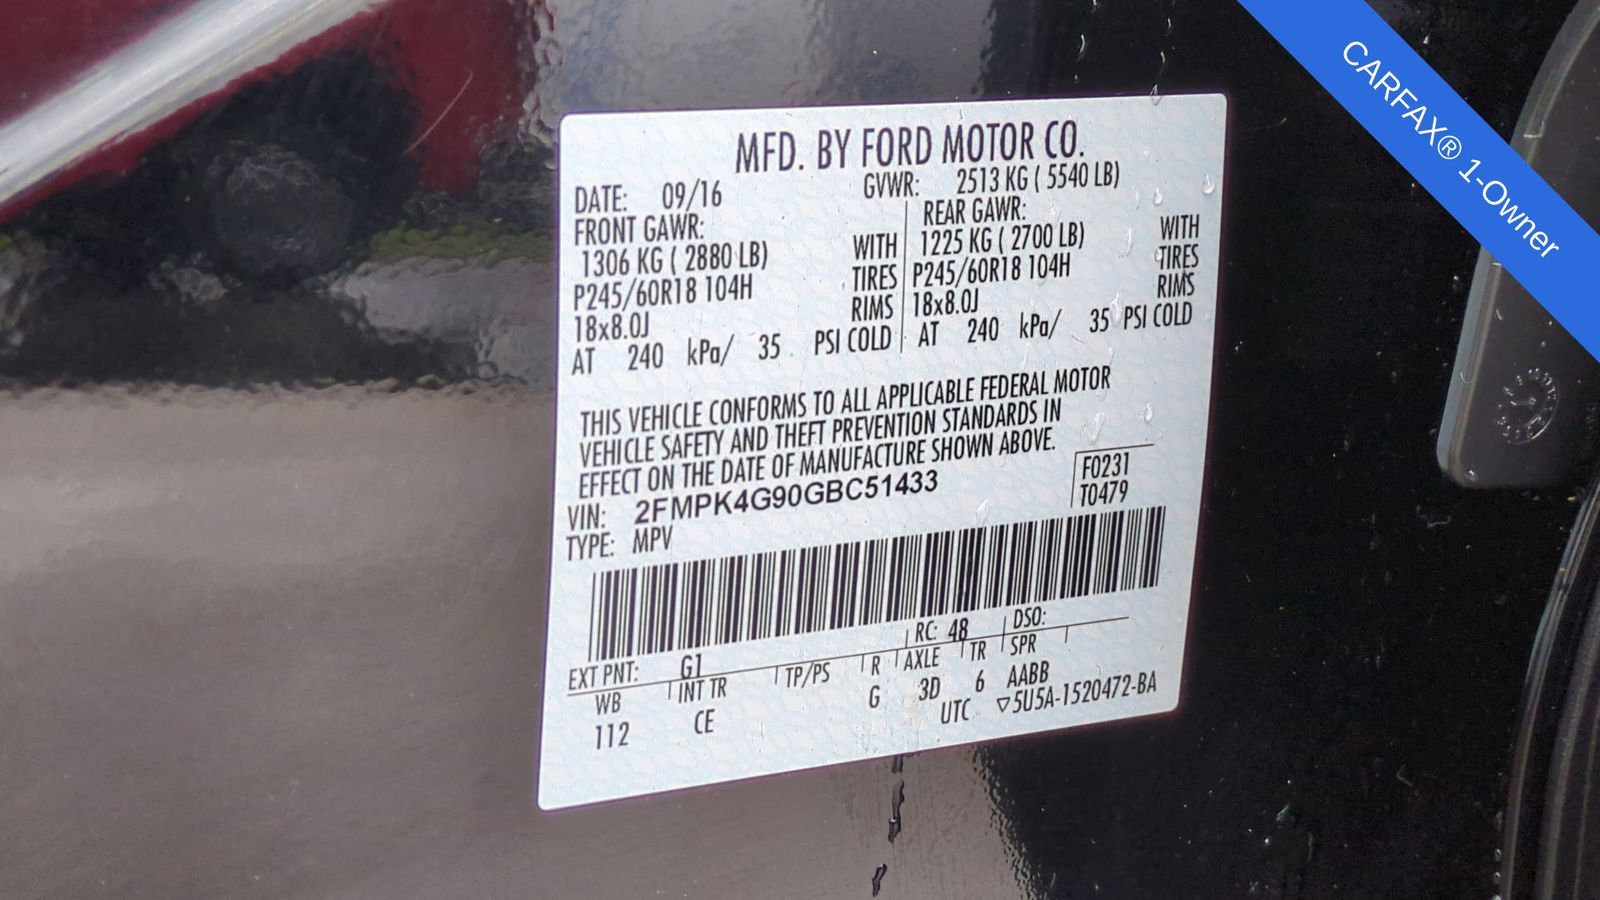 CARFAX® 1-Owner
MFD. BY FORD MOTOR CO.
DATE: 09/16 GVWR: 2513 KG ( 5540 LB)
FRONT GAWR: REAR GAWR:
1306 KG ( 2880 LB) WITH 1225 KG ( 2700 LB) WITH
P245/60R18 104H TIRES P245/60R18 104H TIRES
18x8.0J RIMS 18x8.0J RIMS
AT 240 kPa/ 35 PSI COLD AT 240 kPa/ 35 PSI COLD
THIS VEHICLE CONFORMS TO ALL APPLICABLE FEDERAL MOTOR
VEHICLE SAFETY AND THEFT PREVENTION STANDARDS IN
EFFECT ON THE DATE OF MANUFACTURE SHOWN ABOVE.
F0231
VIN: 2FMPK4G90GBC51433
T0479
TYPE: MPV
EXT PNT: G1 RC: 48 DSO:
WB INT TR TP/PS R AXLE TR SPR
112 CE G 3D 6 AABB
UTC ▽5U5A-1520472-BA